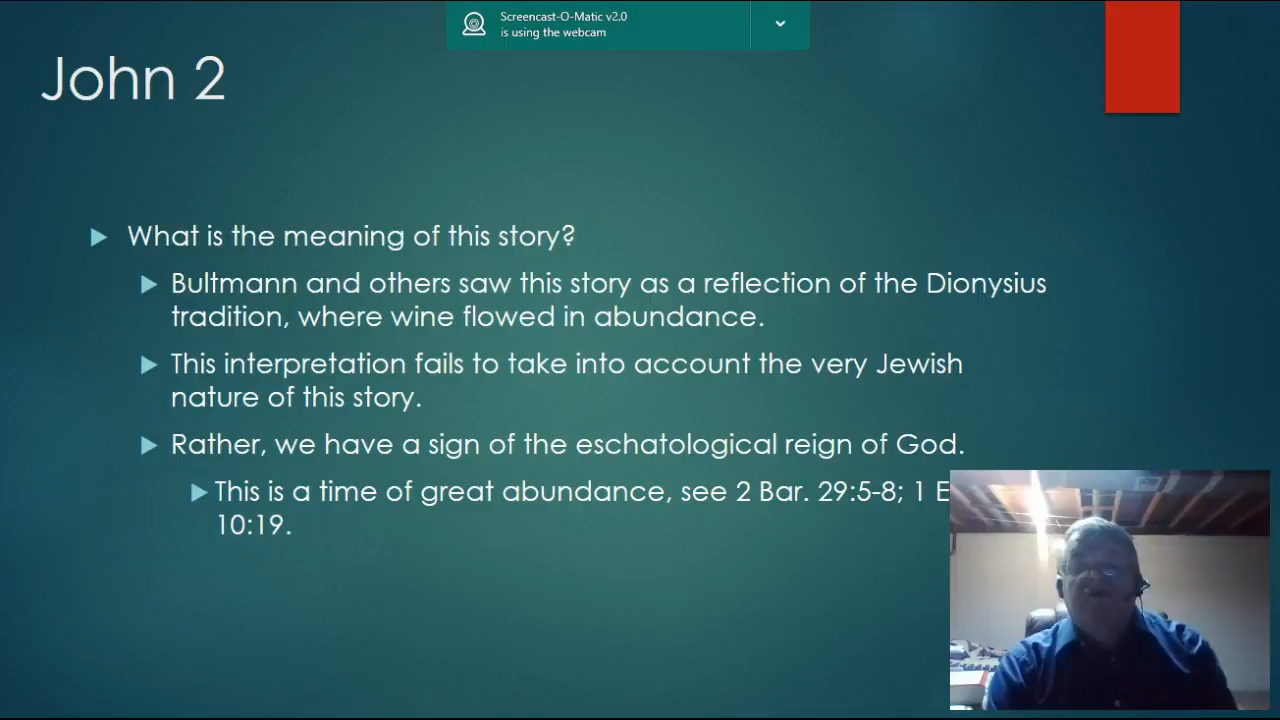 Screencast-O-Matic v2.0
is using the webcam
John 2
What is the meaning of this story?
Bultmann and others saw this story as a reflection of the Dionysius
tradition, where wine flowed in abundance.
This interpretation fails to take into account the very Jewish
nature of this story.
Rather, we have a sign of the eschatological reign of God.
This is a time of great abundance, see 2 Bar. 29:5-8; 1
10:19.